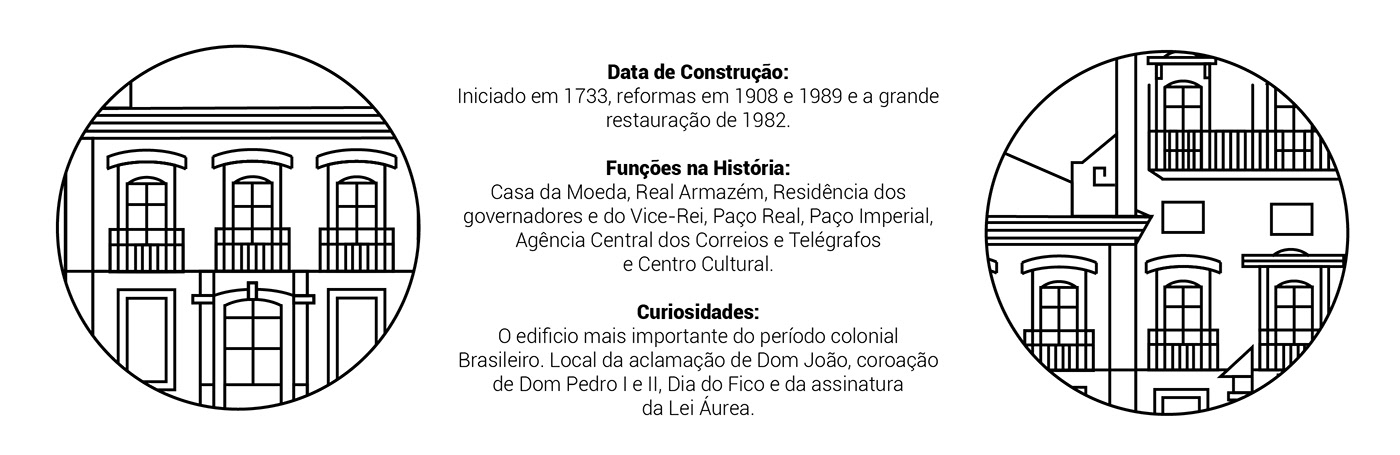 Data de Construção:
Iniciado em 1733, reformas em 1908 e 1989 e a grande
restauração de 1982.
Funções na História:
Casa da Moeda, Real Armazém, Residência dos
governadores e do Vice-Rei, Paço Real, Paço Imperial,
Agência Central dos Correios e Telégrafos
e Centro Cultural.
Curiosidades:
O edificio mais importante do período colonial
Brasileiro. Local da aclamação de Dom João, coroação
de Dom Pedro I e II, Dia do Fico e da assinatura
da Lei Áurea.